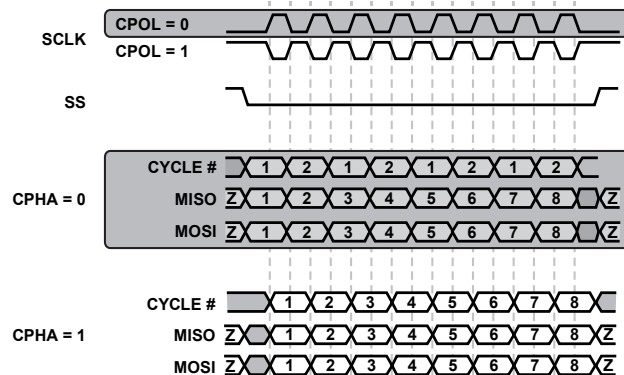 CPOL = 0
SCLK
CPOL = 1
SS
CYCLE # 1 2 1 2 1 2 1 2
CPHA = 0 MISO Z 1 2 3 4 5 6 7 8 Z
MOSI Z 1 2 3 4 5 6 7 8 Z
CYCLE # 1 2 3 4 5 6 7 8
CPHA = 1 MISO Z 1 2 3 4 5 6 7 8 Z
MOSI Z 1 2 3 4 5 6 7 8 Z